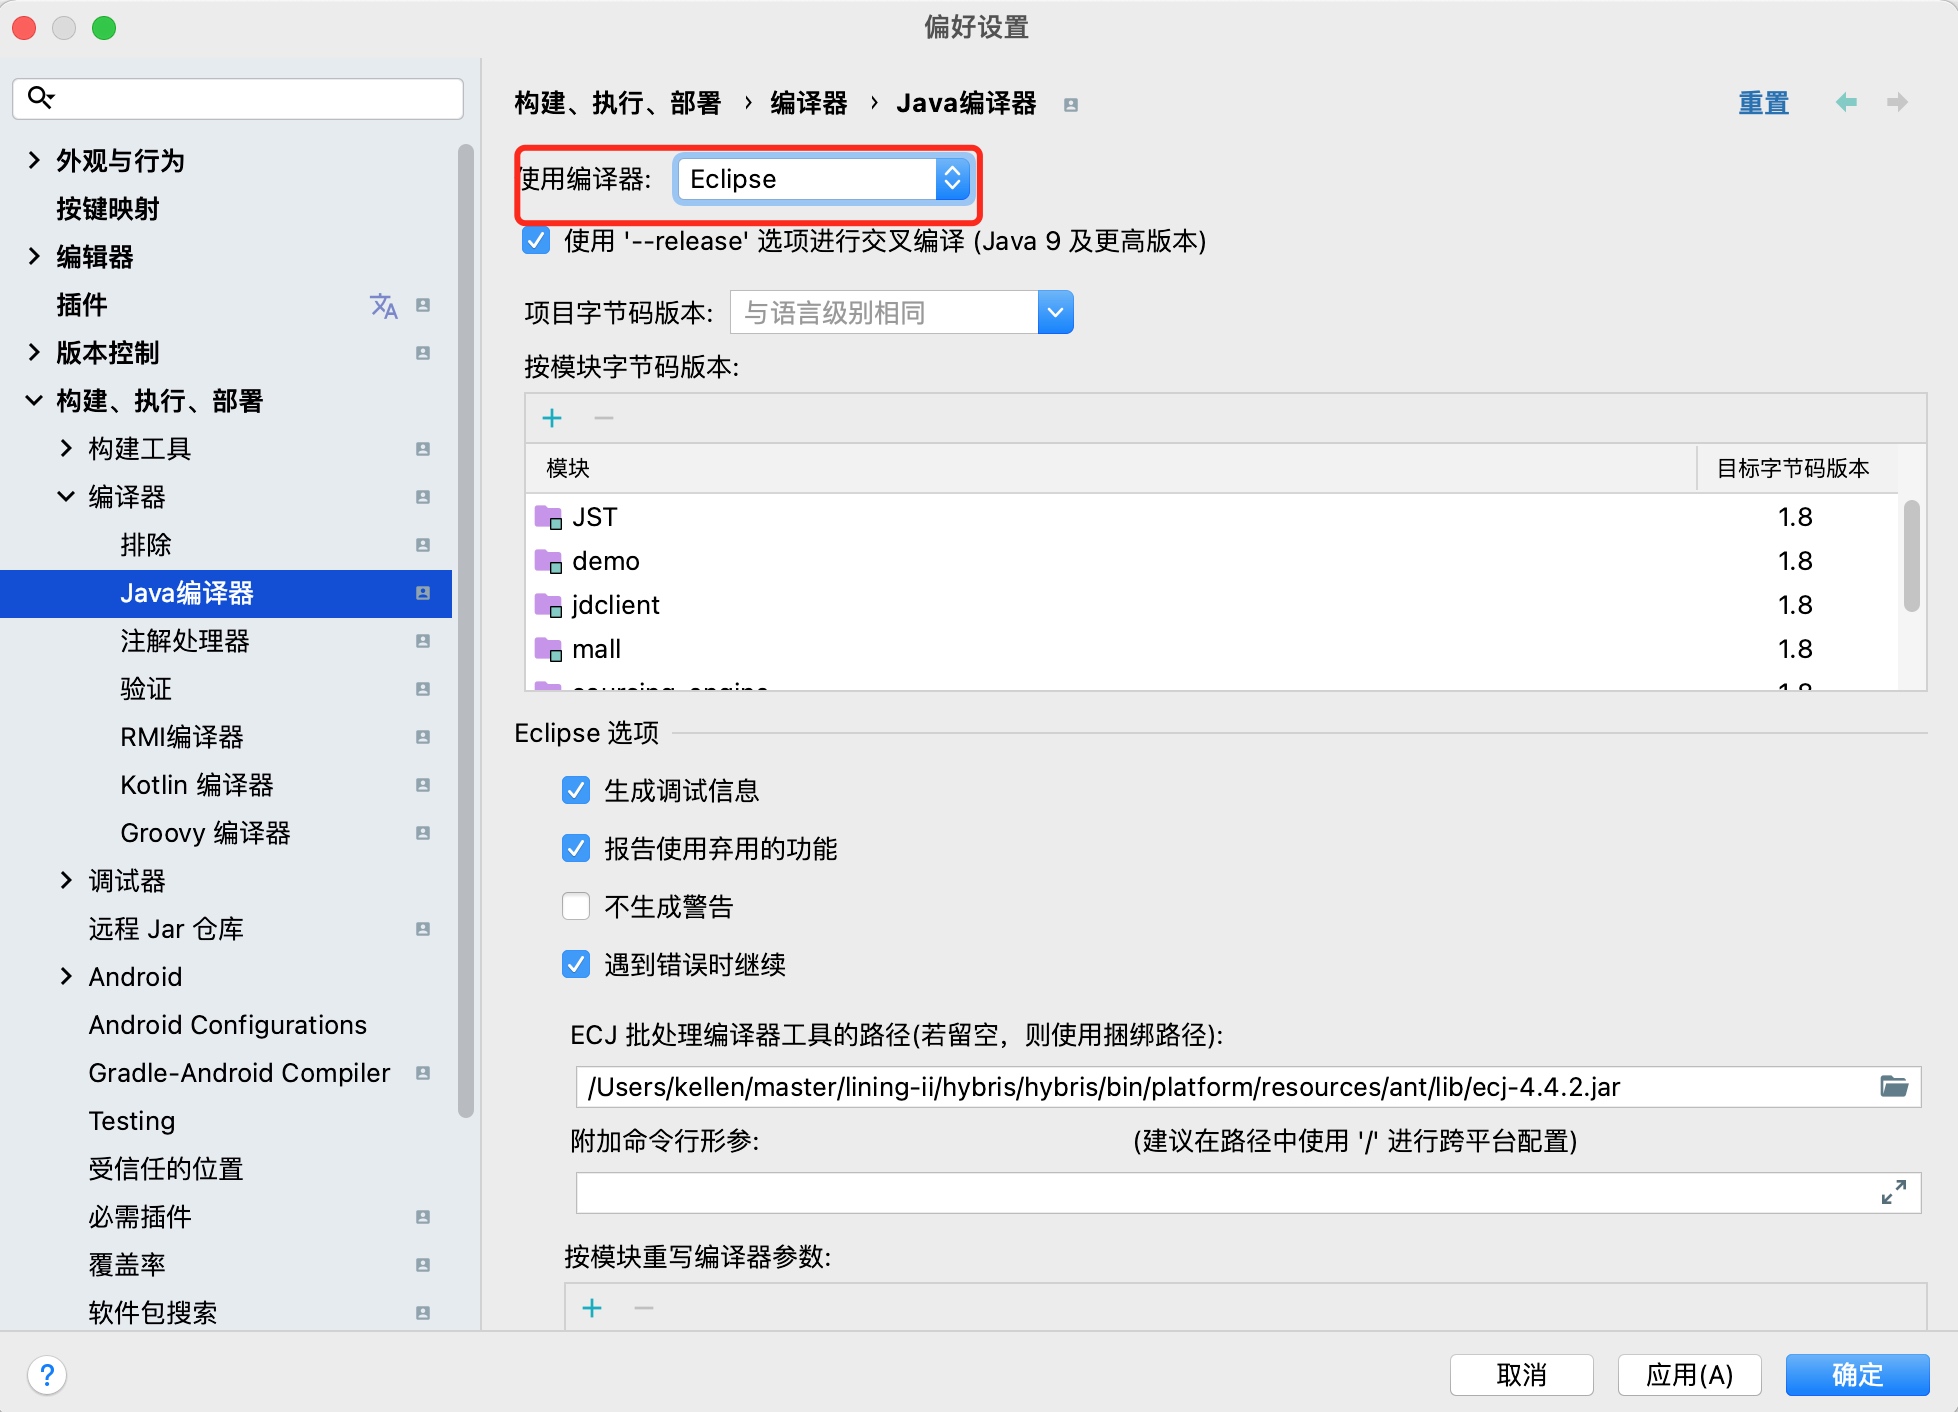 偏好设置
外观与行为
按键映射
编辑器
插件
版本控制
构建、执行、部署
构建工具
编译器
排除
Java编译器
注解处理器
验证
RMI编译器
Kotlin 编译器
Groovy 编译器
调试器
远程 Jar 仓库
Android
Android Configurations
Gradle-Android Compiler
Testing
受信任的位置
必需插件
覆盖率
软件包搜索
构建、执行、部署 › 编译器 › Java编译器
重置
使用编译器: Eclipse
使用 '--release' 选项进行交叉编译 (Java 9 及更高版本)
项目字节码版本: 与语言级别相同
按模块字节码版本:
模块 目标字节码版本
JST 1.8
demo 1.8
jdclient 1.8
mall 1.8
Eclipse 选项
生成调试信息
报告使用弃用的功能
不生成警告
遇到错误时继续
ECJ 批处理编译器工具的路径(若留空，则使用捆绑路径):
/Users/kellen/master/lining-ii/hybris/hybris/bin/platform/resources/ant/lib/ecj-4.4.2.jar
附加命令行形参: (建议在路径中使用 '/' 进行跨平台配置)
按模块重写编译器参数:
? 取消 应用(A) 确定